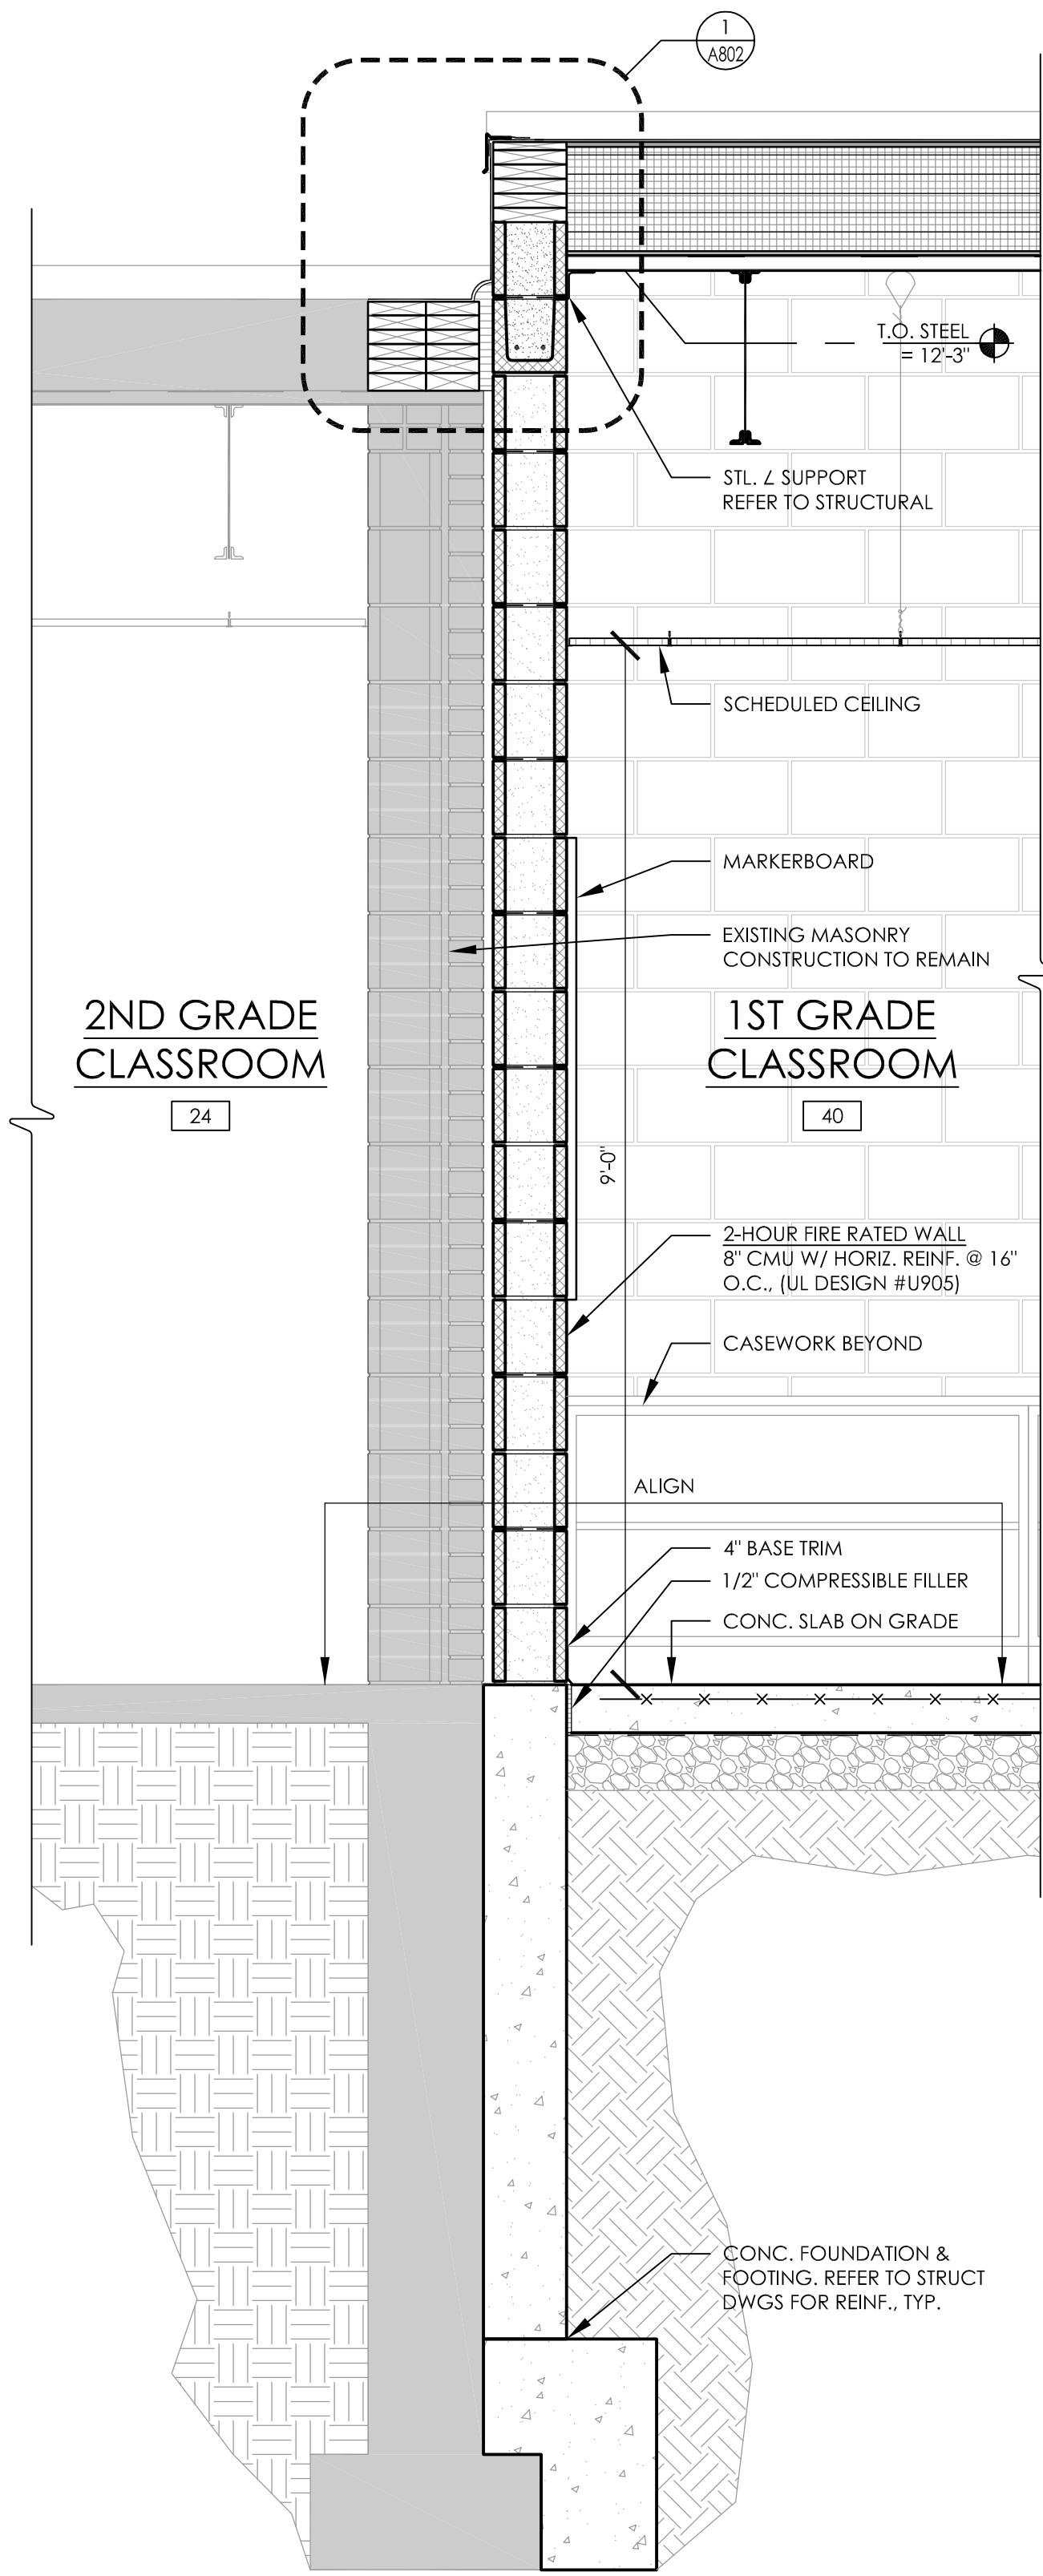 1
A802
T.O. STEEL
= 12'-3"
STL. ∠ SUPPORT
REFER TO STRUCTURAL
SCHEDULED CEILING
MARKERBOARD
EXISTING MASONRY
CONSTRUCTION TO REMAIN
2ND GRADE
CLASSROOM
24
1ST GRADE
CLASSROOM
40
9'-0"
2-HOUR FIRE RATED WALL
8" CMU W/ HORIZ. REINF. @ 16"
O.C., (UL DESIGN #U905)
CASEWORK BEYOND
ALIGN
4" BASE TRIM
1/2" COMPRESSIBLE FILLER
CONC. SLAB ON GRADE
CONC. FOUNDATION &
FOOTING. REFER TO STRUCT
DWGS FOR REINF., TYP.